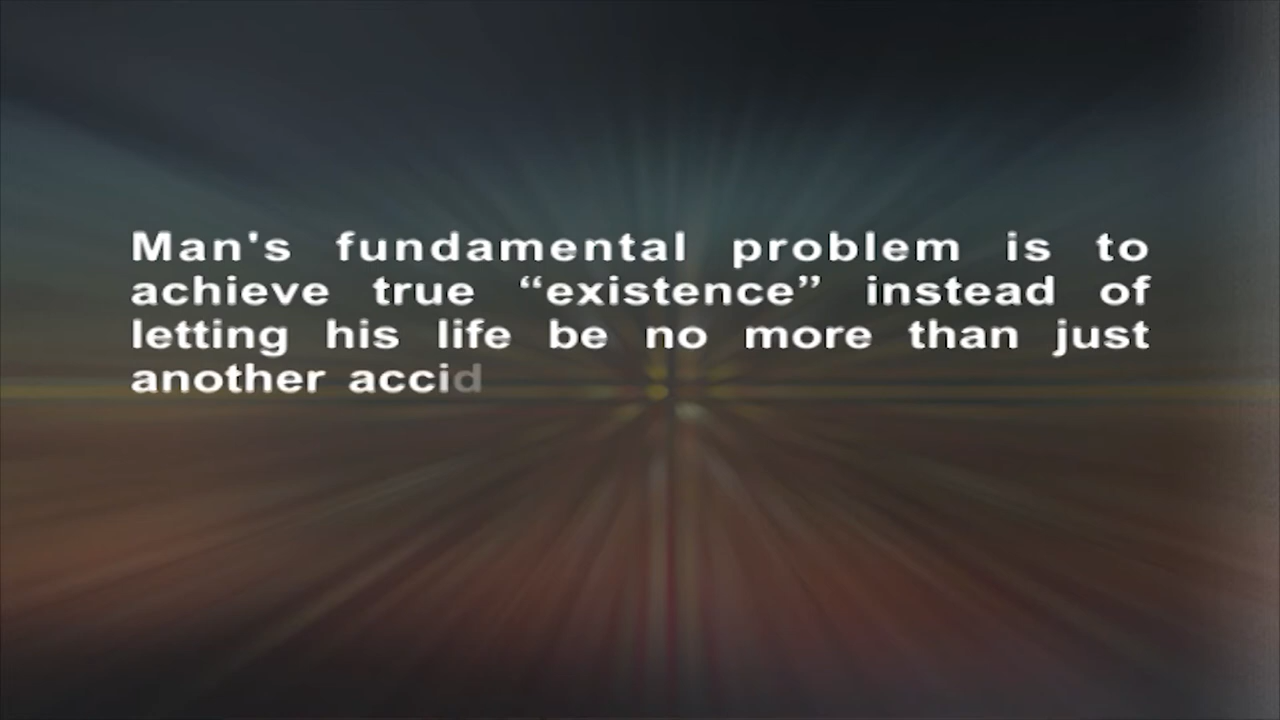 Man's fundamental problem is to
achieve true “existence” instead of
letting his life be no more than just
another accid